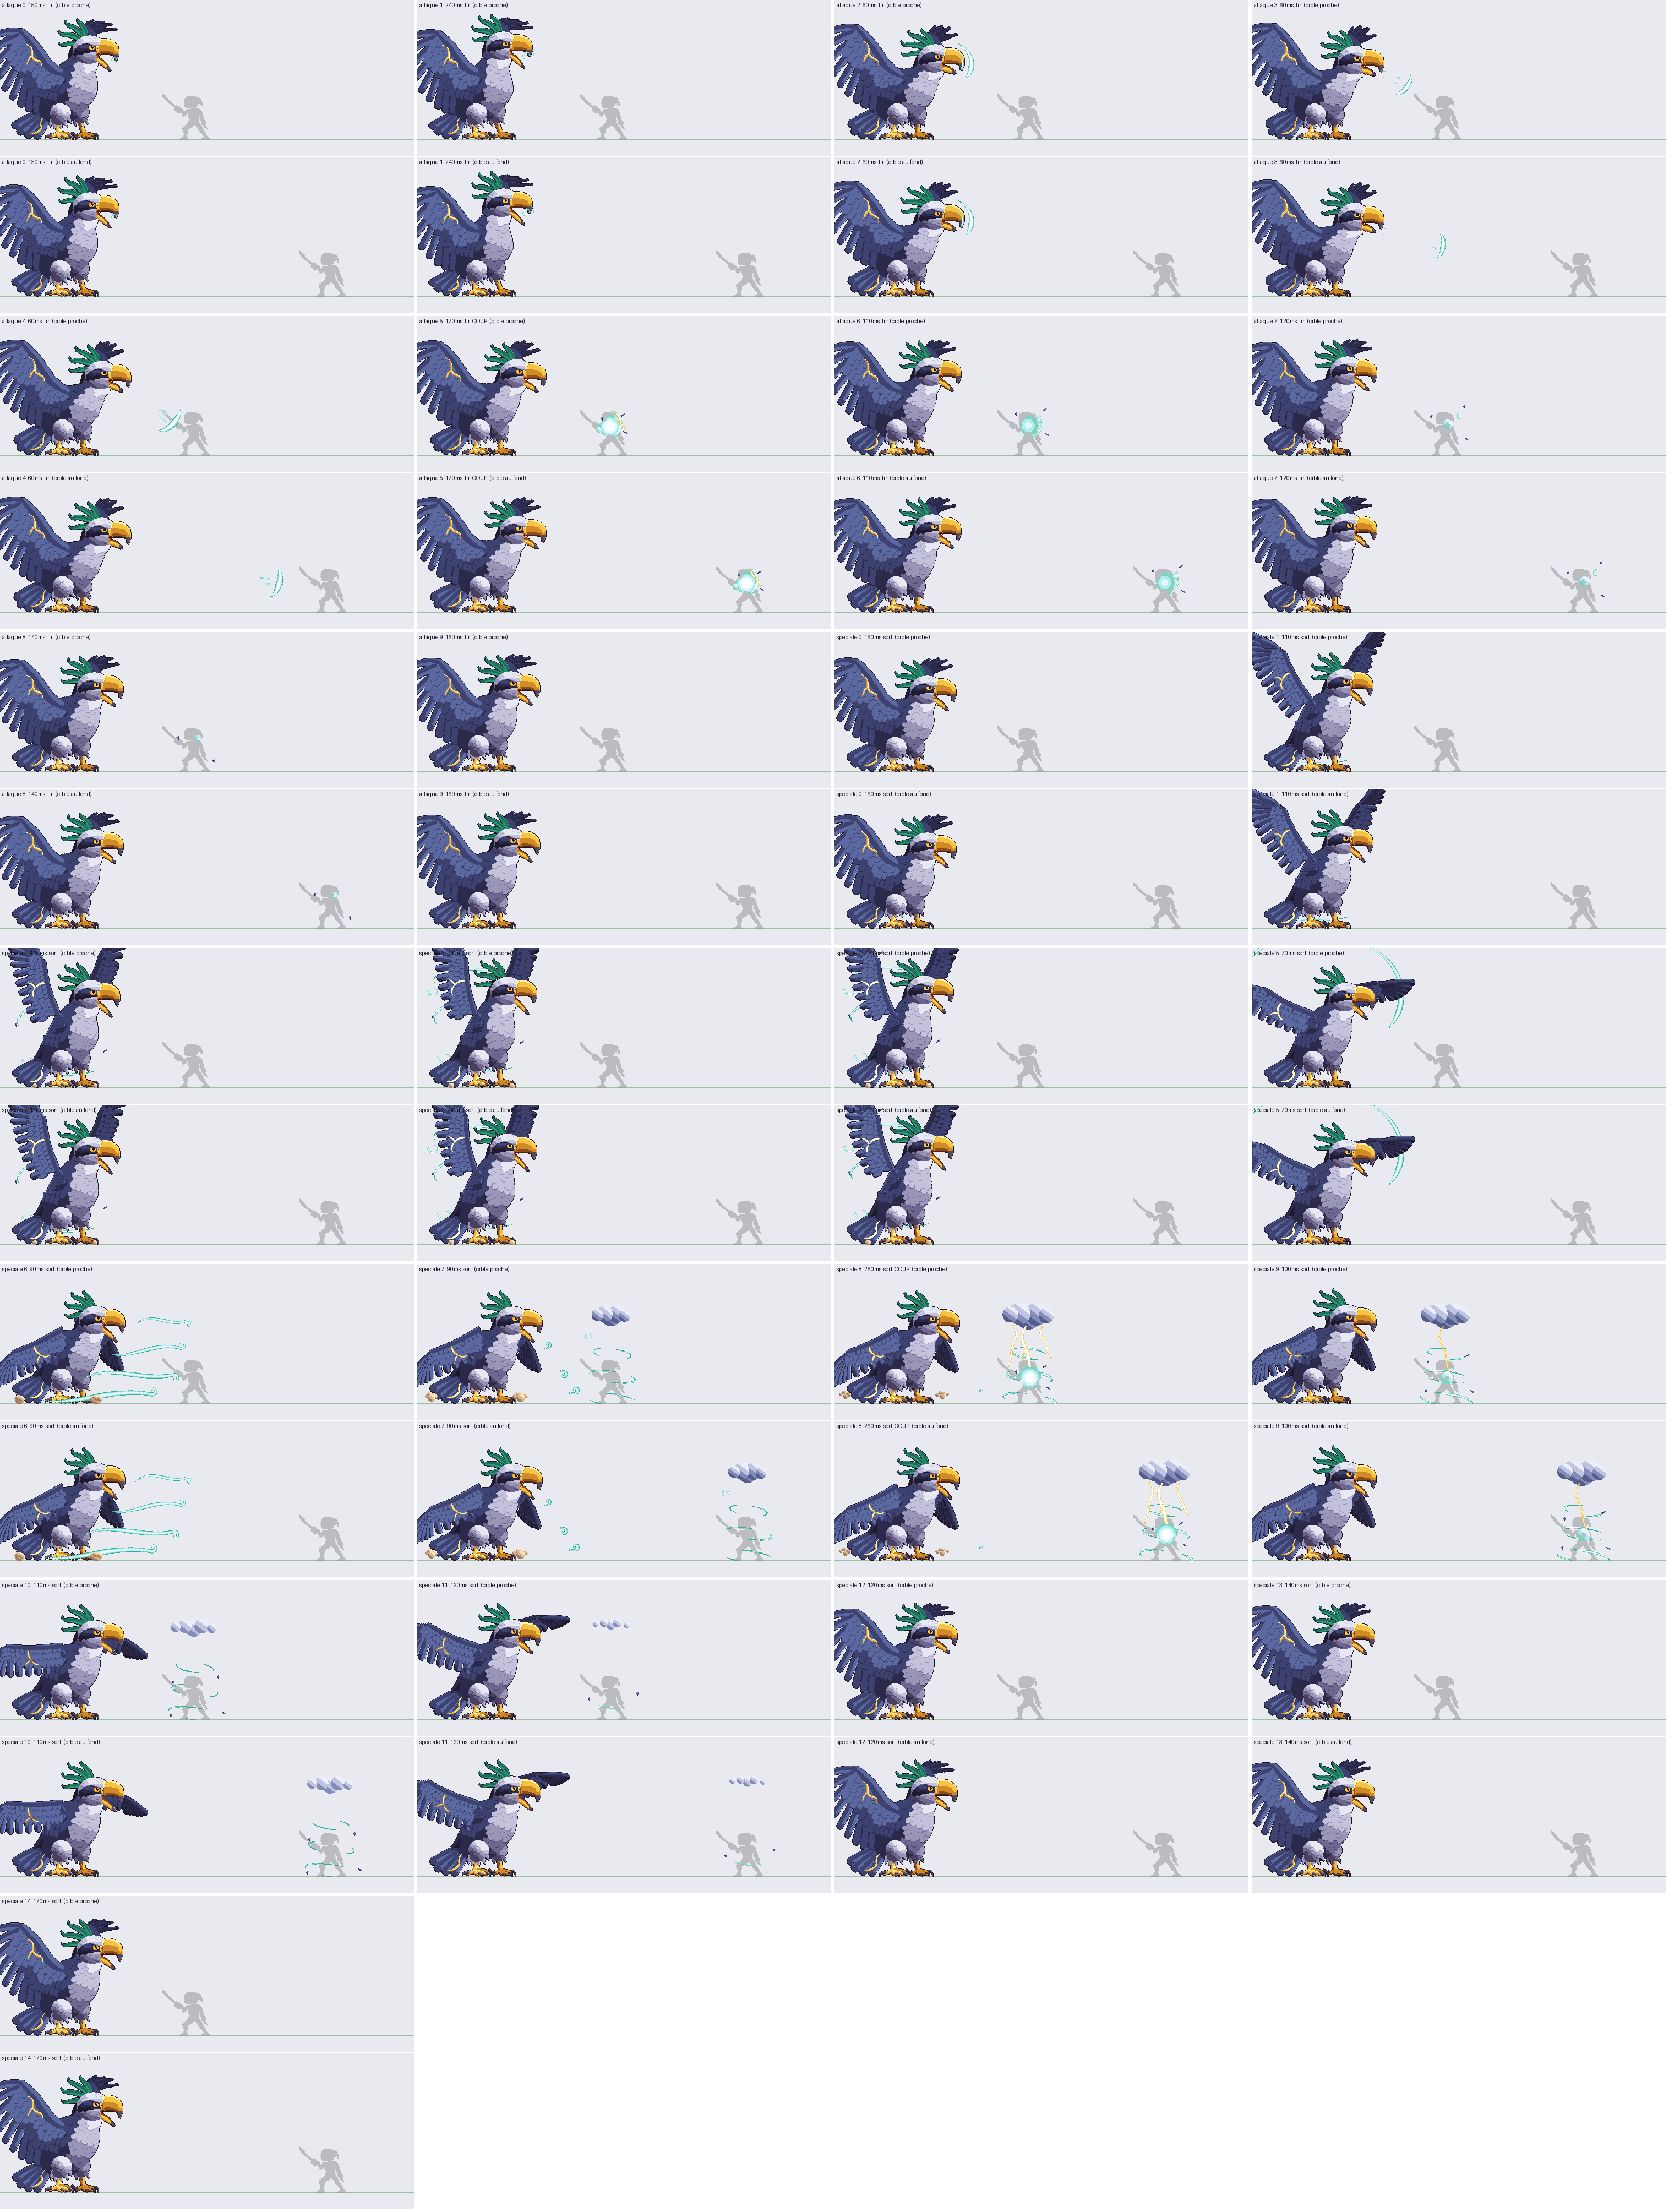 attaque 0 150ms tir (cible proche)
attaque 1 240ms tir (cible proche)
attaque 2 60ms tir (cible proche)
attaque 3 60ms tir (cible proche)
attaque 0 150ms tir (cible au fond)
attaque 1 240ms tir (cible au fond)
attaque 2 60ms tir (cible au fond)
attaque 3 60ms tir (cible au fond)
attaque 4 60ms tir (cible proche)
attaque 5 170ms tir COUP (cible proche)
attaque 6 110ms tir (cible proche)
attaque 7 120ms tir (cible proche)
attaque 4 60ms tir (cible au fond)
attaque 5 170ms tir COUP (cible au fond)
attaque 6 110ms tir (cible au fond)
attaque 7 120ms tir (cible au fond)
attaque 8 140ms tir (cible proche)
attaque 9 160ms tir (cible proche)
speciale 0 160ms sort (cible proche)
speciale 1 110ms sort (cible proche)
attaque 8 140ms tir (cible au fond)
attaque 9 160ms tir (cible au fond)
speciale 0 160ms sort (cible au fond)
speciale 1 110ms sort (cible au fond)
sort (cible proche)
sort (cible proche)
sort (cible proche)
speciale 5 70ms sort (cible proche)
sort (cible au fond)
sort (cible au fond)
sort (cible au fond)
speciale 5 70ms sort (cible au fond)
speciale 6 90ms sort (cible proche)
speciale 7 90ms sort (cible proche)
speciale 8 260ms sort COUP (cible proche)
speciale 9 100ms sort (cible proche)
speciale 6 90ms sort (cible au fond)
speciale 7 90ms sort (cible au fond)
speciale 8 260ms sort COUP (cible au fond)
speciale 9 100ms sort (cible au fond)
speciale 10 110ms sort (cible proche)
speciale 11 120ms sort (cible proche)
speciale 12 120ms sort (cible proche)
speciale 13 140ms sort (cible proche)
speciale 10 110ms sort (cible au fond)
speciale 11 120ms sort (cible au fond)
speciale 12 120ms sort (cible au fond)
speciale 13 140ms sort (cible au fond)
speciale 14 170ms sort (cible proche)
speciale 14 170ms sort (cible au fond)